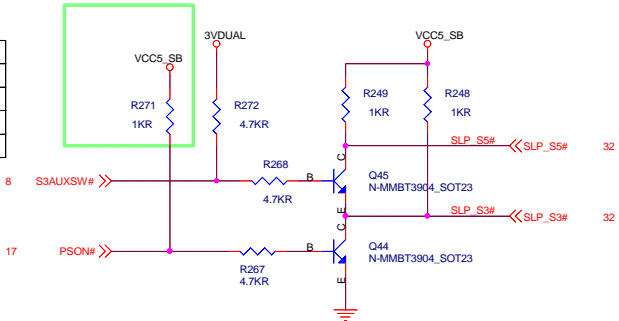 3VDUAL
VCC5_SB
VCC5_SB
R271
1KR
R272
4.7KR
R249
1KR
R248
1KR
C
SLP_S5#
SLP_S5#
32
R268
8
S3AUXSW#
B
Q45
N-MMBT3904_SOT23
4.7KR
E
SLP_S3#
SLP_S3#
32
C
17
PSON#
B
Q44
N-MMBT3904_SOT23
R267
4.7KR
E